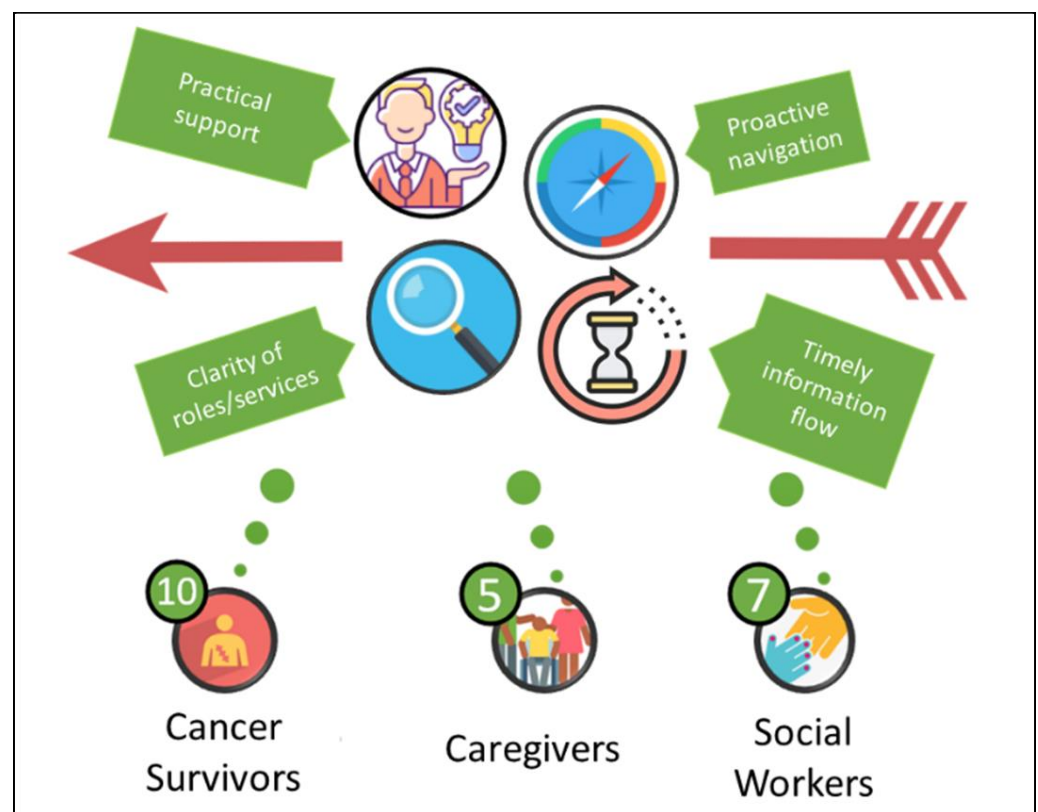 Practical
support
Proactive
navigation
Clarity of
roles/services
Timely
information
flow
10
5
7
Cancer
Survivors
Caregivers
Social
Workers